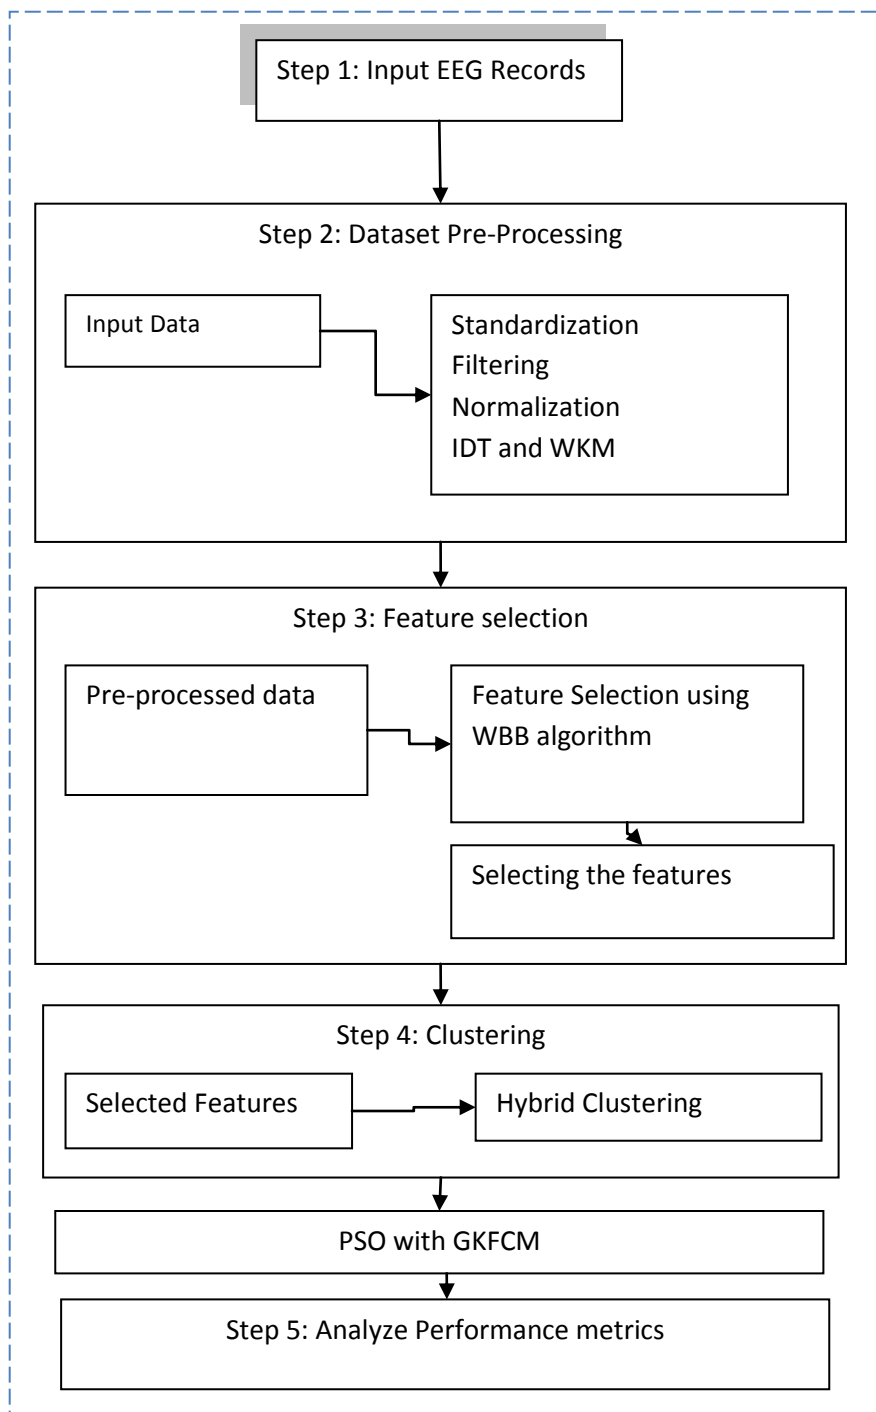 Step 1: Input EEG Records
Step 2: Dataset Pre-Processing
Input Data
Standardization
Filtering
Normalization
IDT and WKM
Step 3: Feature selection
Pre-processed data
Feature Selection using
WBB algorithm
Selecting the features
Step 4: Clustering
Selected Features
Hybrid Clustering
PSO with GKFCM
Step 5: Analyze Performance metrics